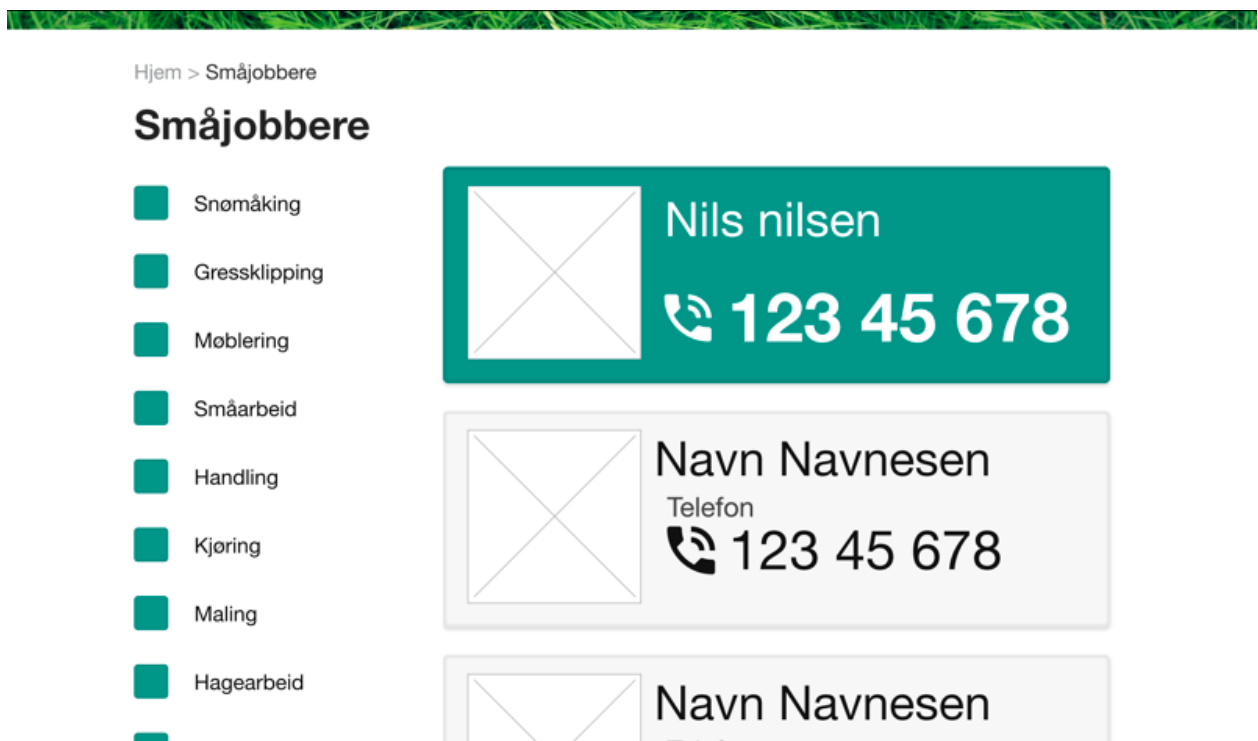 Hjem > Småjobbere
Småjobbere
Snømåking
Gressklipping
Møblering
Småarbeid
Handling
Kjøring
Maling
Hagearbeid
Nils nilsen
123 45 678
Navn Navnesen
Telefon
123 45 678
Navn Navnesen